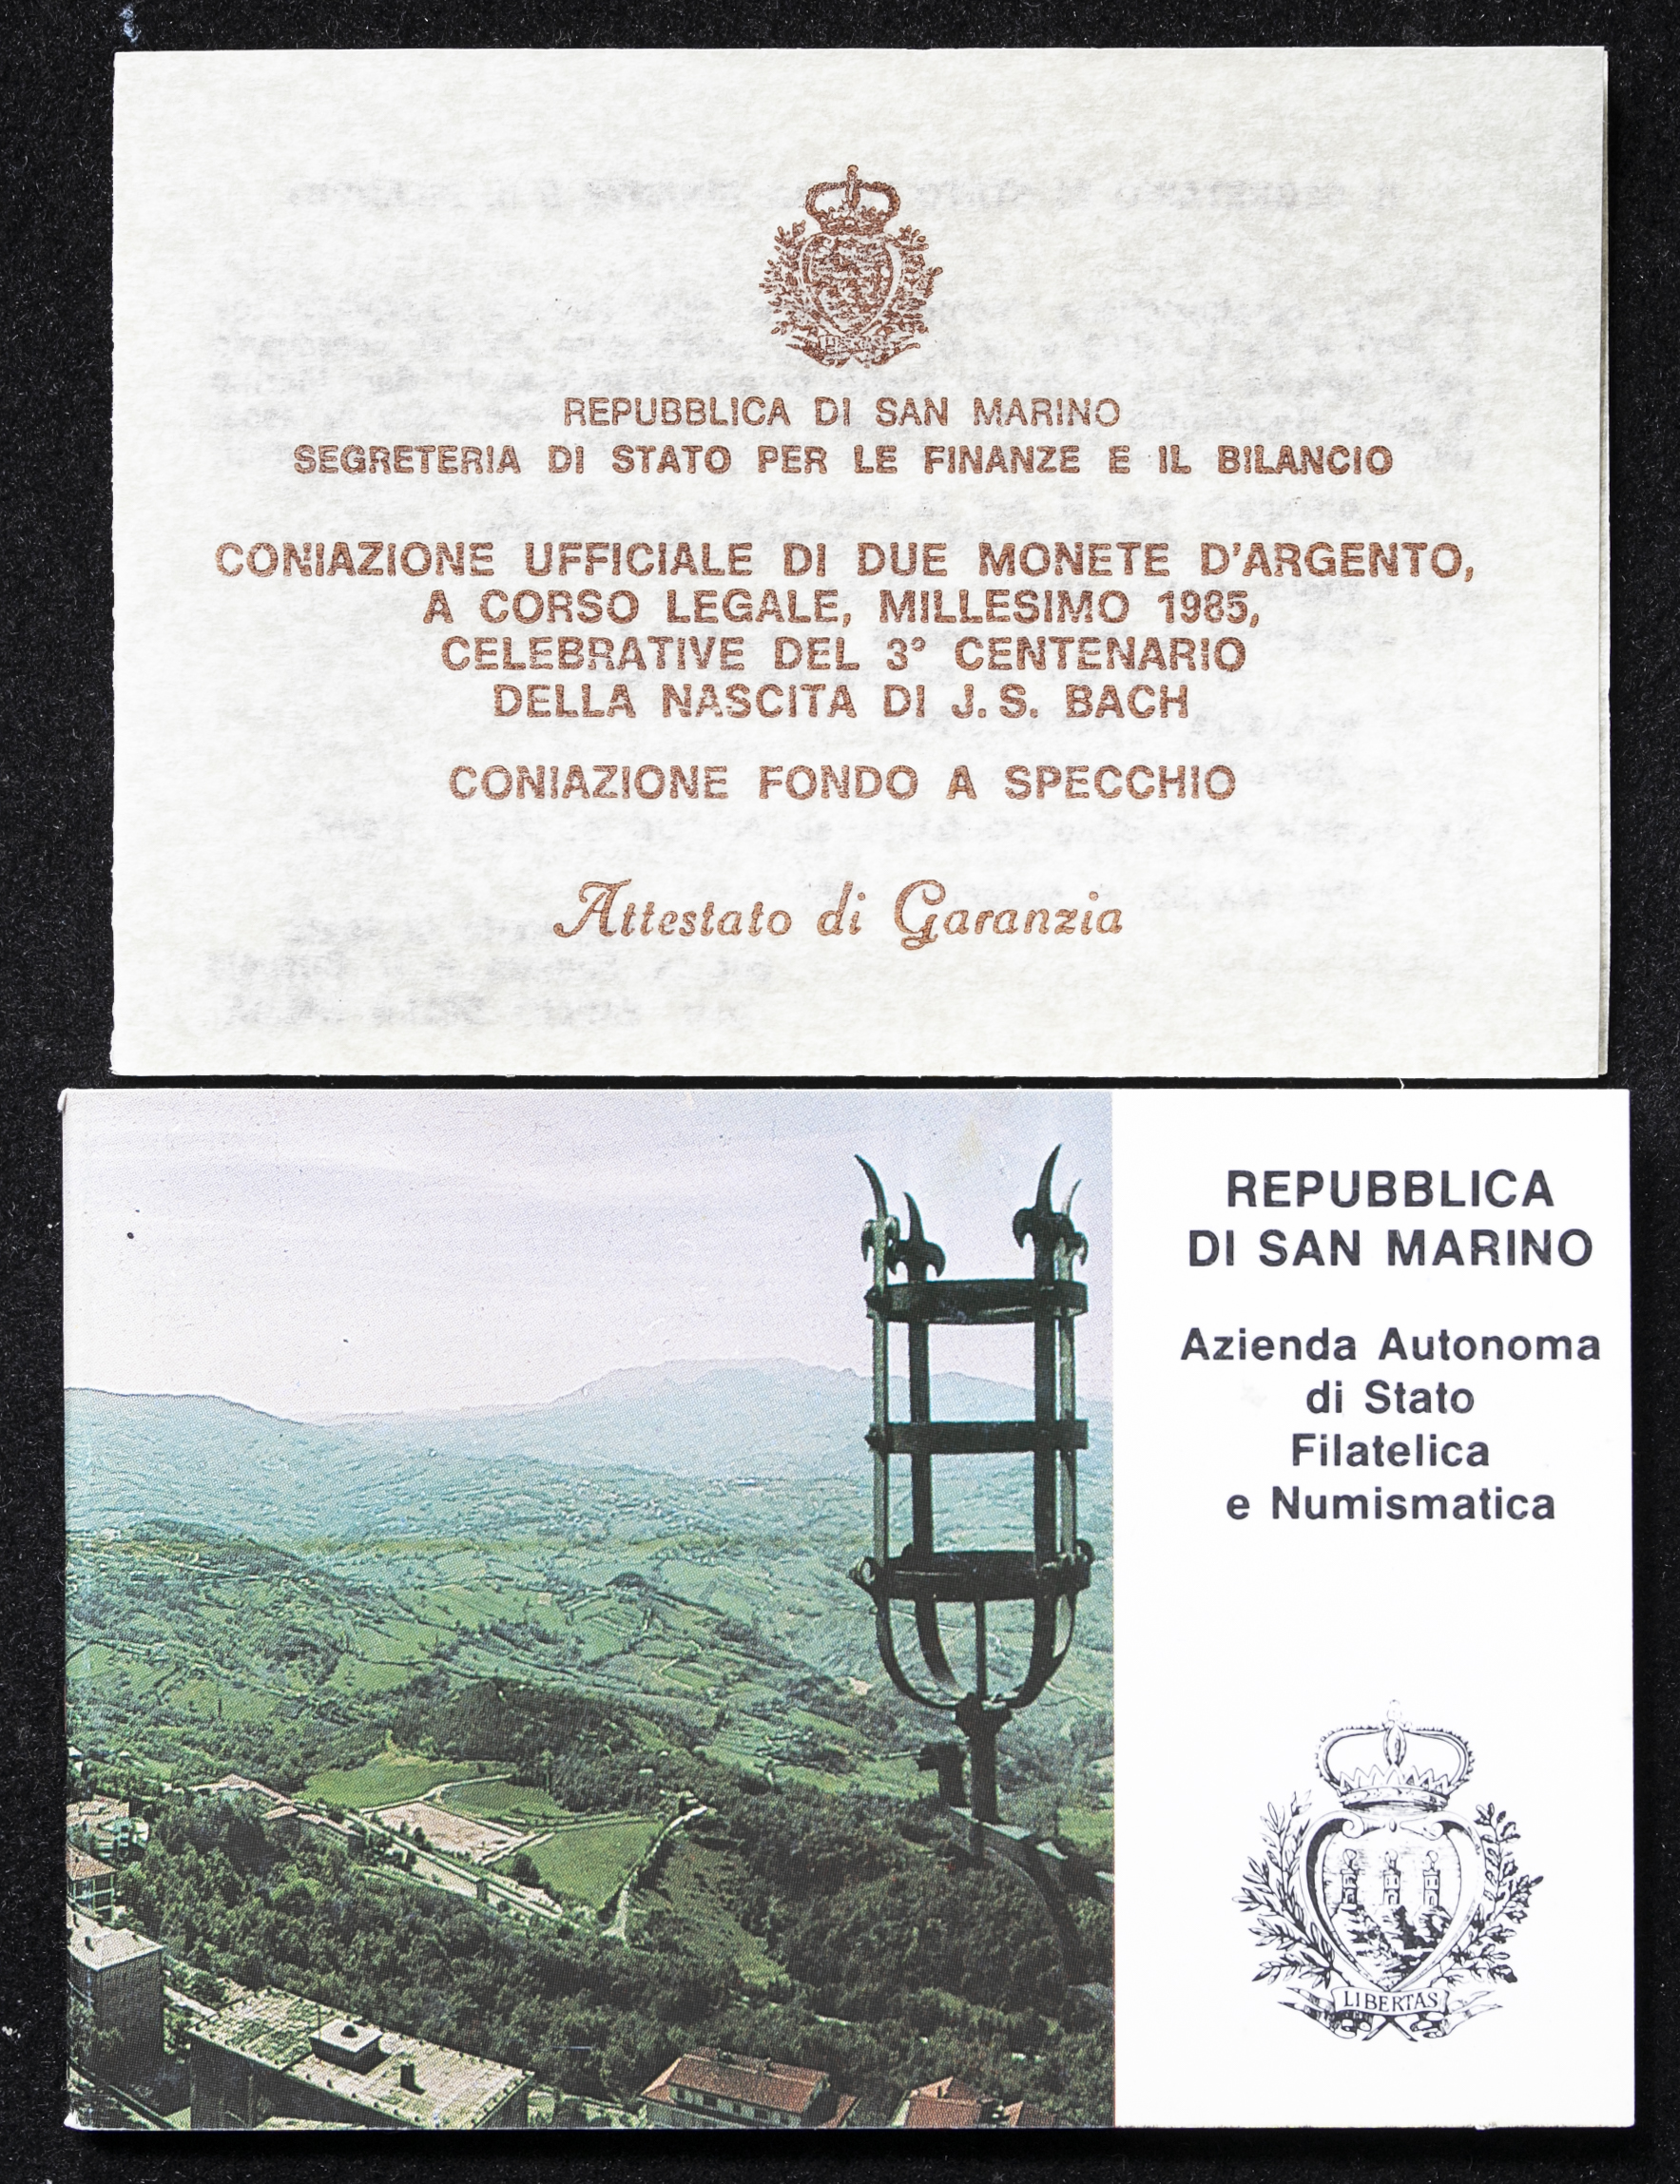 REPUBBLICA DI SAN MARINO
SEGRETERIA DI STATO PER LE FINANZE E IL BILANCIO
CONIAZIONE UFFICIALE DI DUE MONETE D'ARGENTO,
A CORSO LEGALE, MILLESIMO 1985,
CELEBRATIVE DEL 3° CENTENARIO
DELLA NASCITA DI J. S. BACH
CONIAZIONE FONDO A SPECCHIO
Attestato di Garanzia
REPUBBLICA
DI SAN MARINO
Azienda Autonoma
di Stato
Filatelica
e Numismatica
LIBERTAS